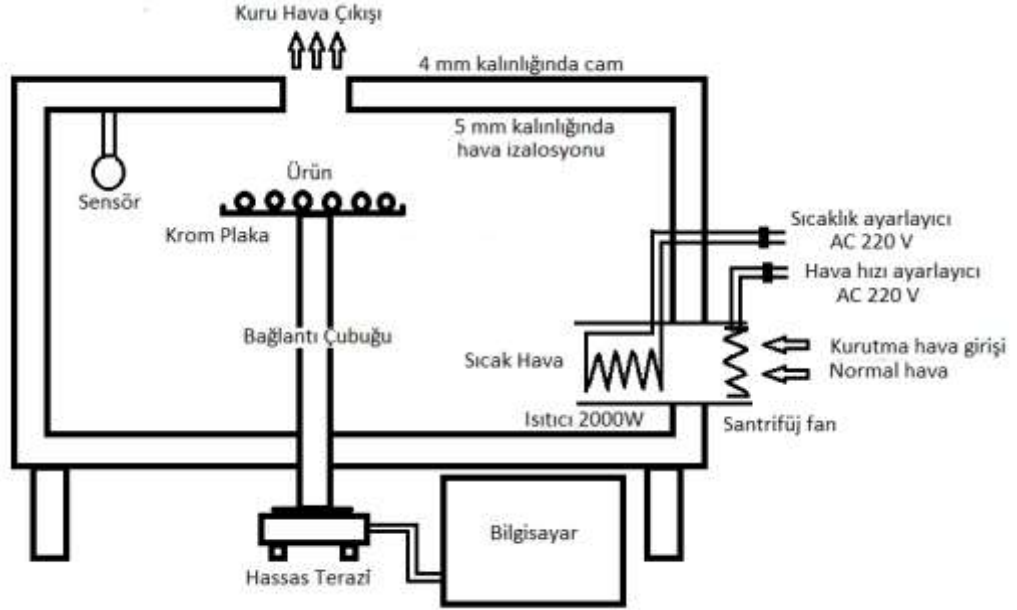 Kuru Hava Çıkışı
4 mm kalınlığında cam
5 mm kalınlığında
hava izalosyonu
Sensör
Ürün
Krom Plaka
Sıcaklık ayarlayıcı
AC 220 V
Hava hızı ayarlayıcı
AC 220 V
Bağlantı Çubuğu
Sıcak Hava
Kurutma hava girişi
Normal hava
Isıtıcı 2000W
Santrifüj fan
Bilgisayar
Hassas Terazi